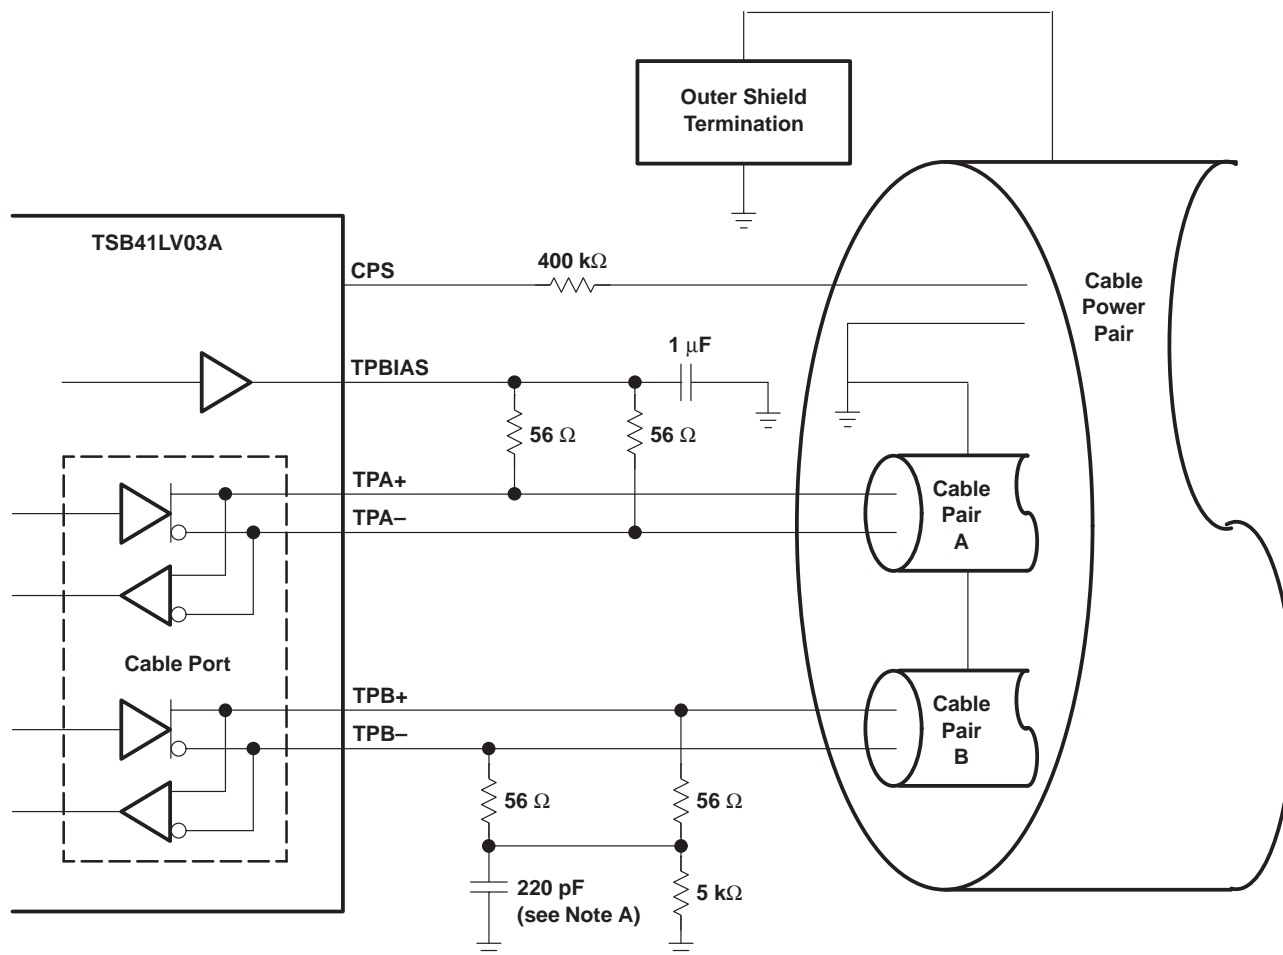 Outer Shield
Termination
TSB41LV03A
CPS
400 kΩ
Cable
Power
Pair
TPBIAS
1 μF
56 Ω
56 Ω
TPA+
TPA–
Cable
Pair
A
Cable Port
TPB+
TPB–
Cable
Pair
B
56 Ω
56 Ω
220 pF
(see Note A)
5 kΩ